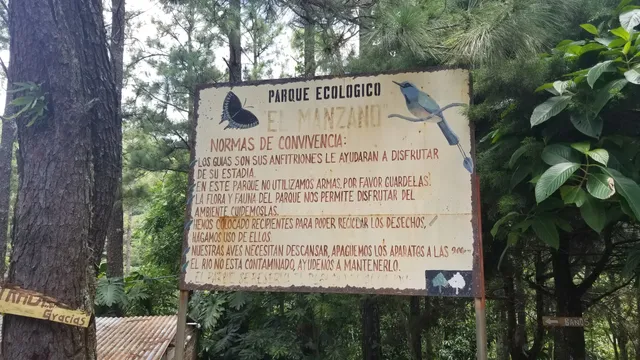 PARQUE ECOLOGICO
EL MANZANO
NORMAS DE CONVIVENCIA:
LOS GUIAS SON SUS ANFITRIONES LE AYUDARAN A DISFRUTAR
DE SU ESTADIA.
EN ESTE PARQUE NO UTILIZAMOS ARMAS, POR FAVOR GUARDELAS.
LA FLORA Y FAUNA DEL PARQUE NOS PERMITE DISFRUTAR DEL
AMBIENTE CUIDEMOSLAS.
HEMOS COLOCADO RECIPIENTES PARA PODER RECICLAR LOS DESECHOS,
HAGAMOS USO DE ELLOS.
NUESTRAS AVES NECESITAN DESCANSAR, APAGUEMOS LOS APARATOS A LAS
EL RIO NO ESTA CONTAMINADO, AYUDENOS A MANTENERLO.
Gracias